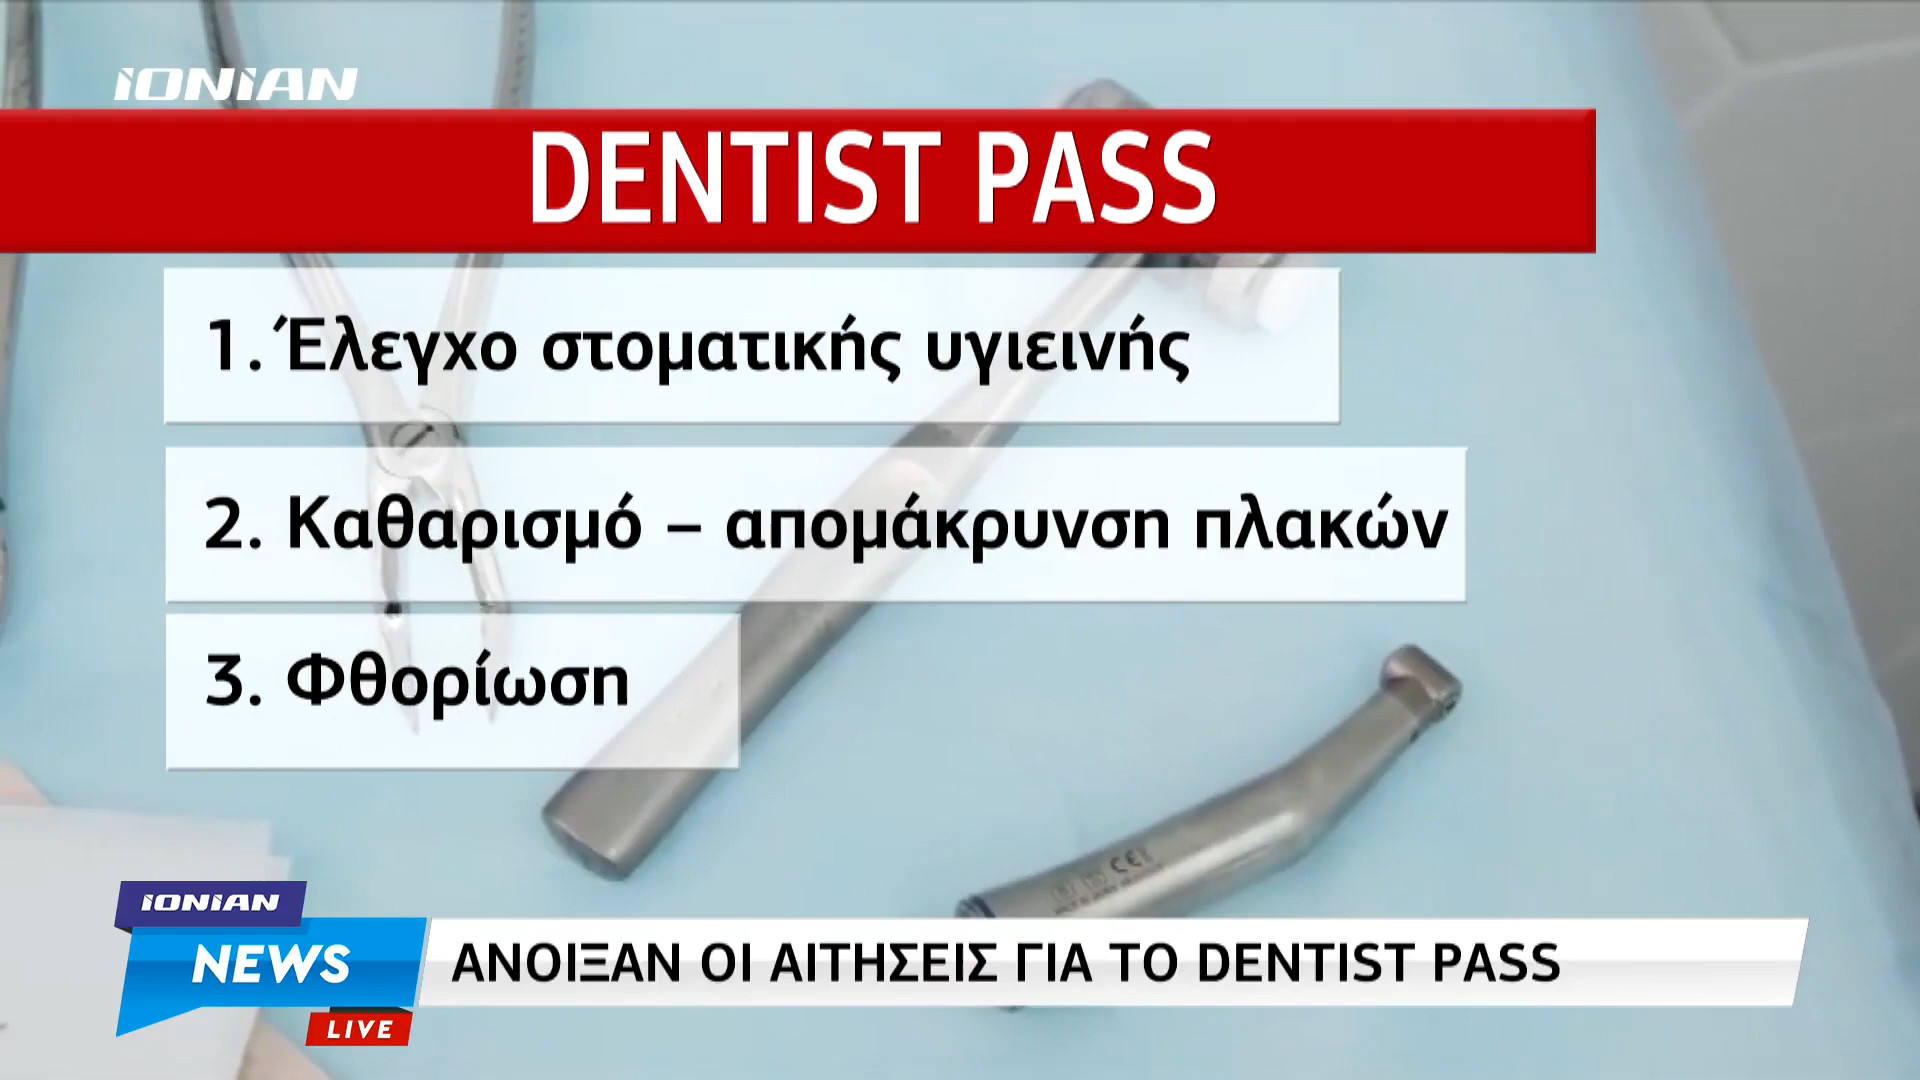 IONIAN
DENTIST PASS
1. Έλεγχο στοματικής υγιεινής
2. Καθαρισμό – απομάκρυνση πλακών
3. Φθορίωση
IONIAN
NEWS
ΑΝΟΙΞΑΝ ΟΙ ΑΙΤΗΣΕΙΣ ΓΙΑ ΤΟ DENTIST PASS
LIVE